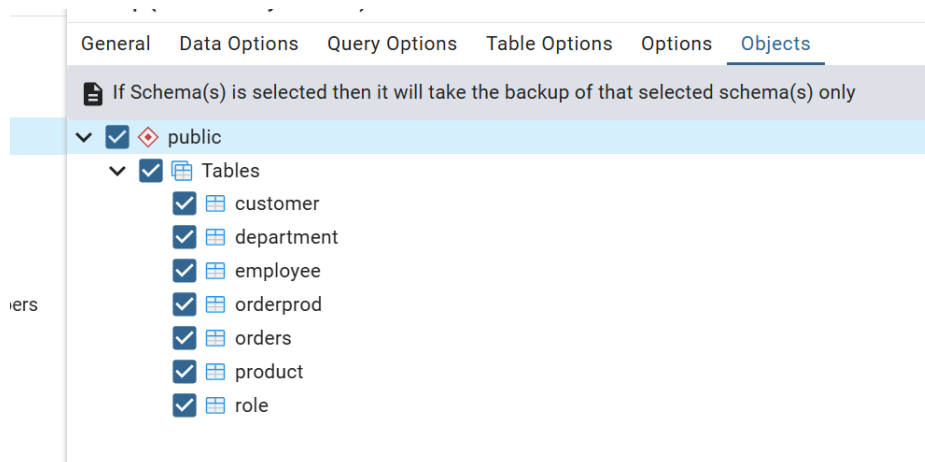 General Data Options Query Options Table Options Options Objects
If Schema(s) is selected then it will take the backup of that selected schema(s) only
public
Tables
customer
department
employee
orderprod
orders
product
role